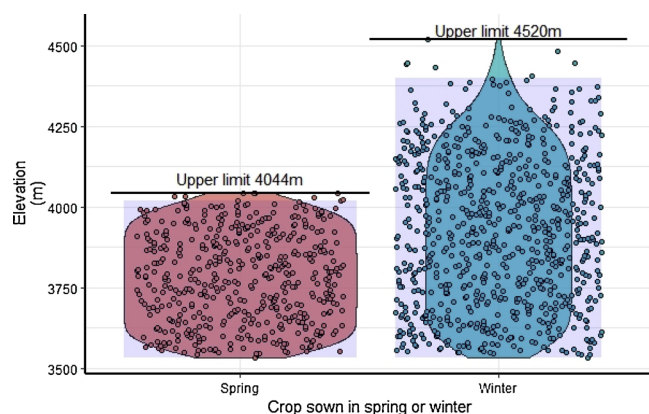 4500
4250
4000
3750
3500
Elevation
(m)
Upper limit 4044m
Upper limit 4520m
Spring
Winter
Crop sown in spring or winter